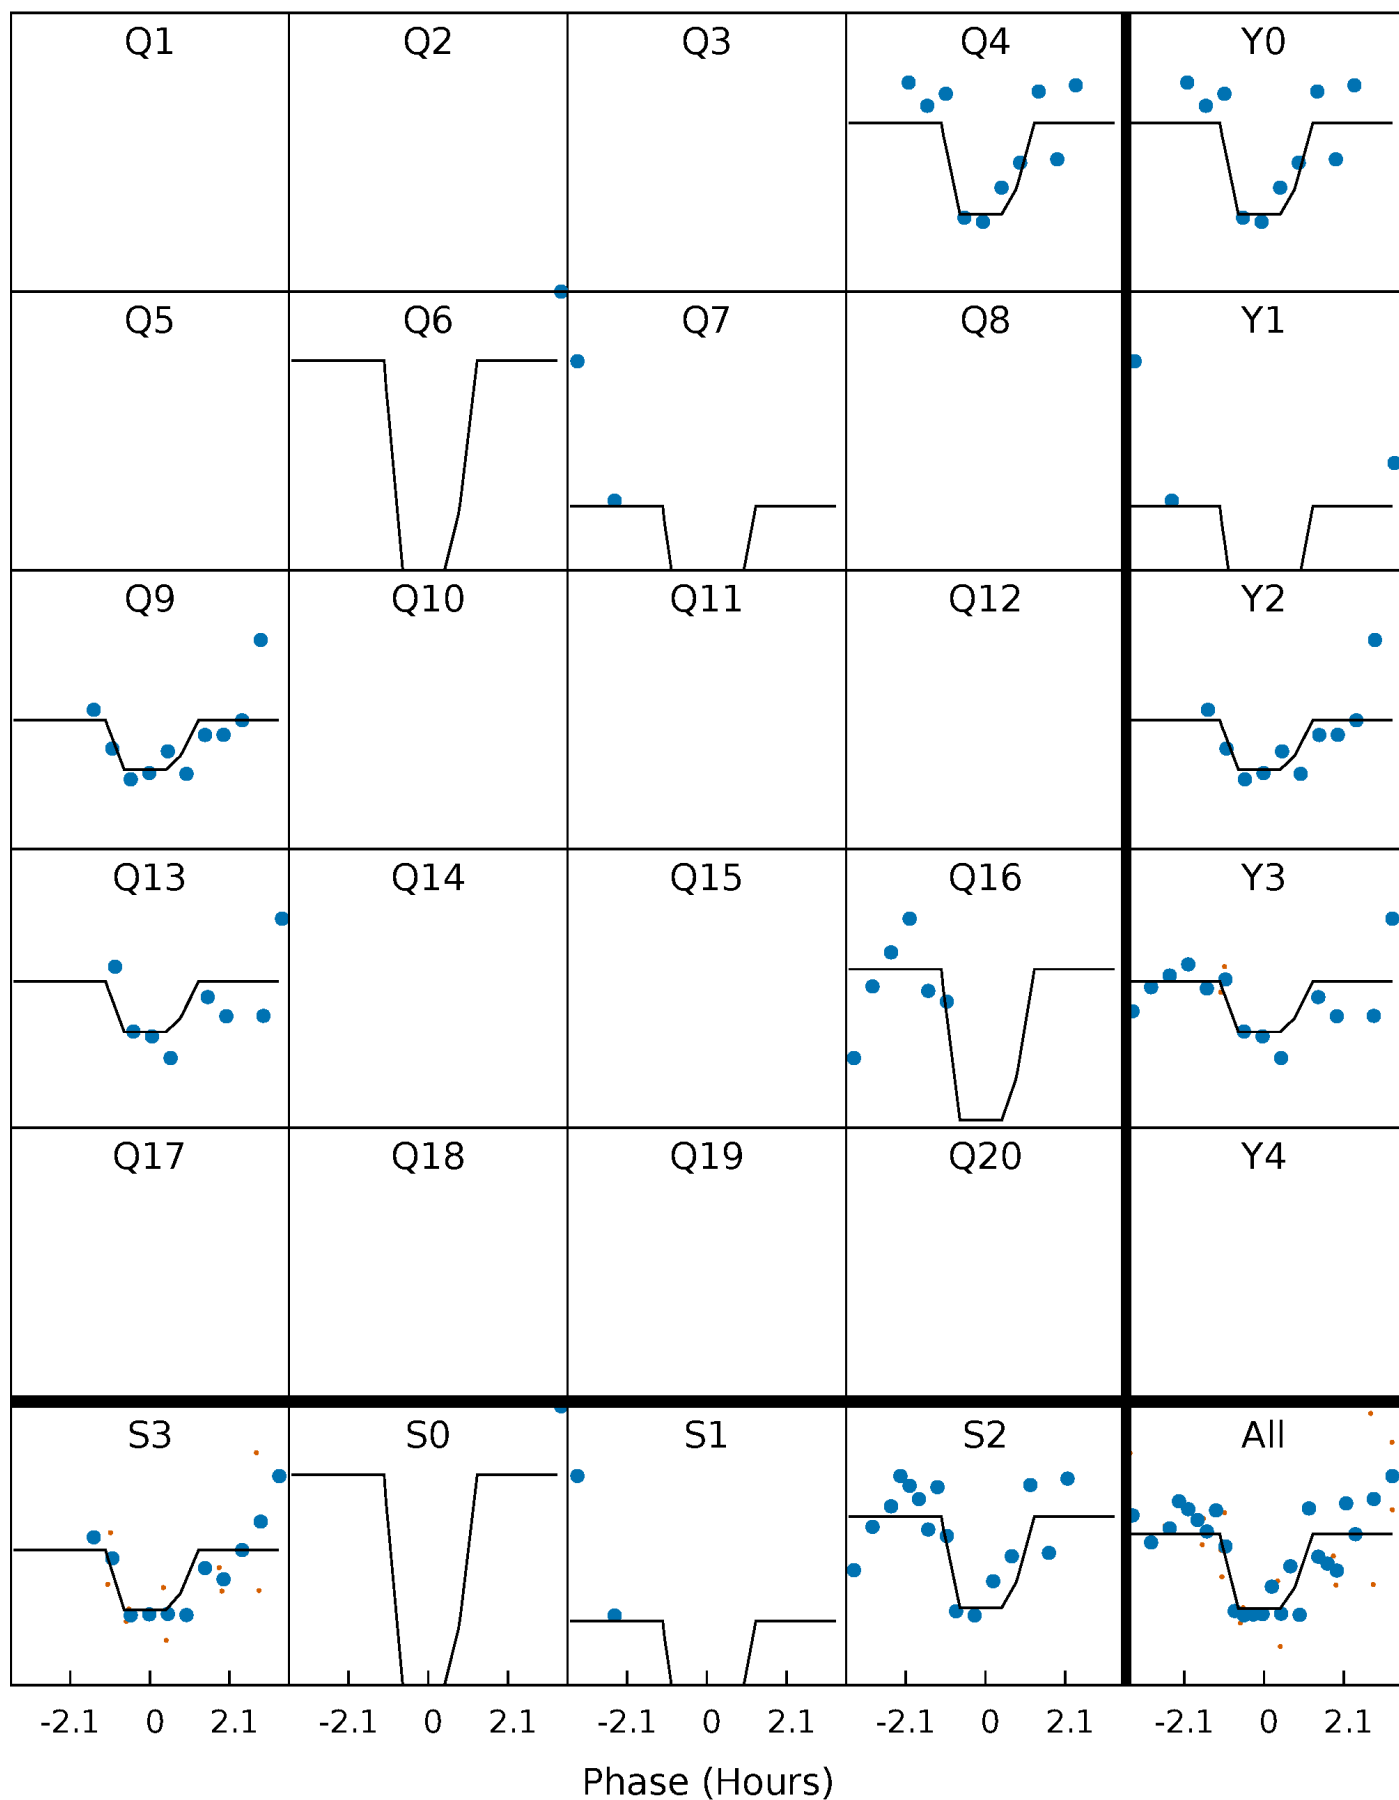 Q1 Q2 Q3 Q4 Y0
Q5 Q6 Q7 Q8 Y1
Q9 Q10 Q11 Q12 Y2
Q13 Q14 Q15 Q16 Y3
Q17 Q18 Q19 Q20 Y4
S3 S0 S1 S2 All
-2.1 0 2.1 -2.1 0 2.1 -2.1 0 2.1 -2.1 0 2.1 -2.1 0 2.1
Phase (Hours)